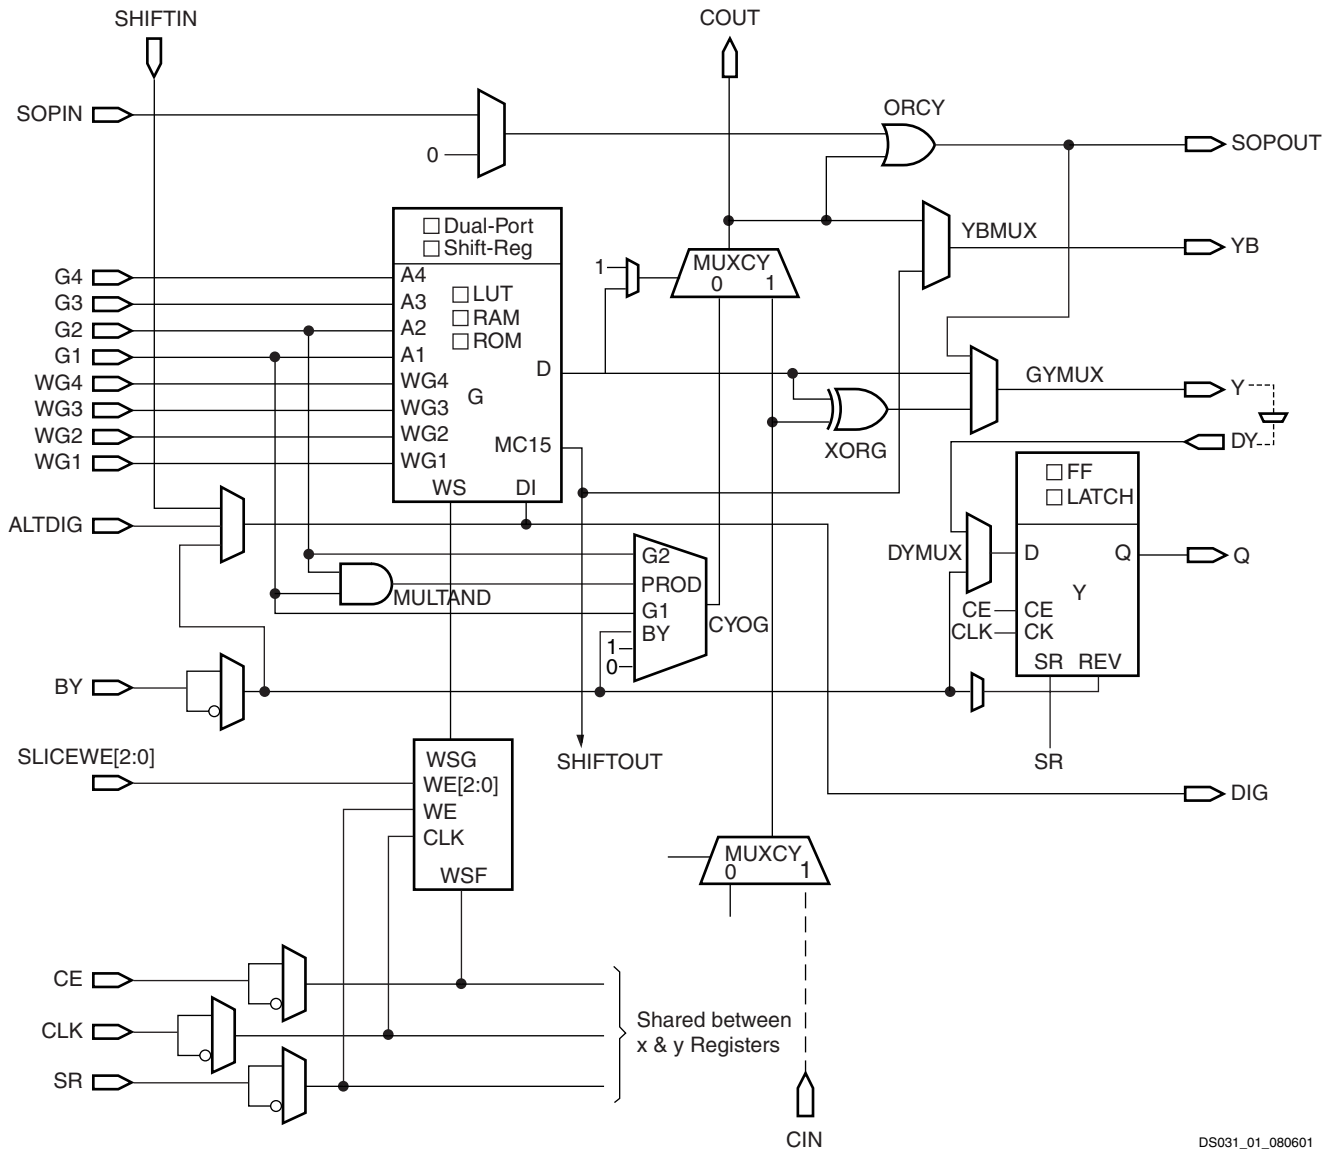 SHIFTIN
COUT
SOPIN
ORCY
0
SOPOUT
Dual-Port
Shift-Reg
YBMUX
YB
MUXCY
0 1
1
G4
A4
G3
A3
LUT
G2
A2
RAM
G1
A1
ROM
D
WG4
WG4
G
GYMUX
Y
WG3
WG3
WG2
WG2
MC15
XORG
DY
WG1
WG1
WS
DI
FF
LATCH
ALTDIG
G2
DYMUX
D
Q
Q
PROD
MULTAND
Y
G1
CYOG
CE
CE
BY
CLK
CK
1
0
SR REV
BY
SLICEWE[2:0]
WSG
SHIFTOUT
SR
WE[2:0]
DIG
WE
CLK
MUXCY
0
1
WSF
CE
CLK
Shared between
x & y Registers
SR
CIN
DS031_01_080601